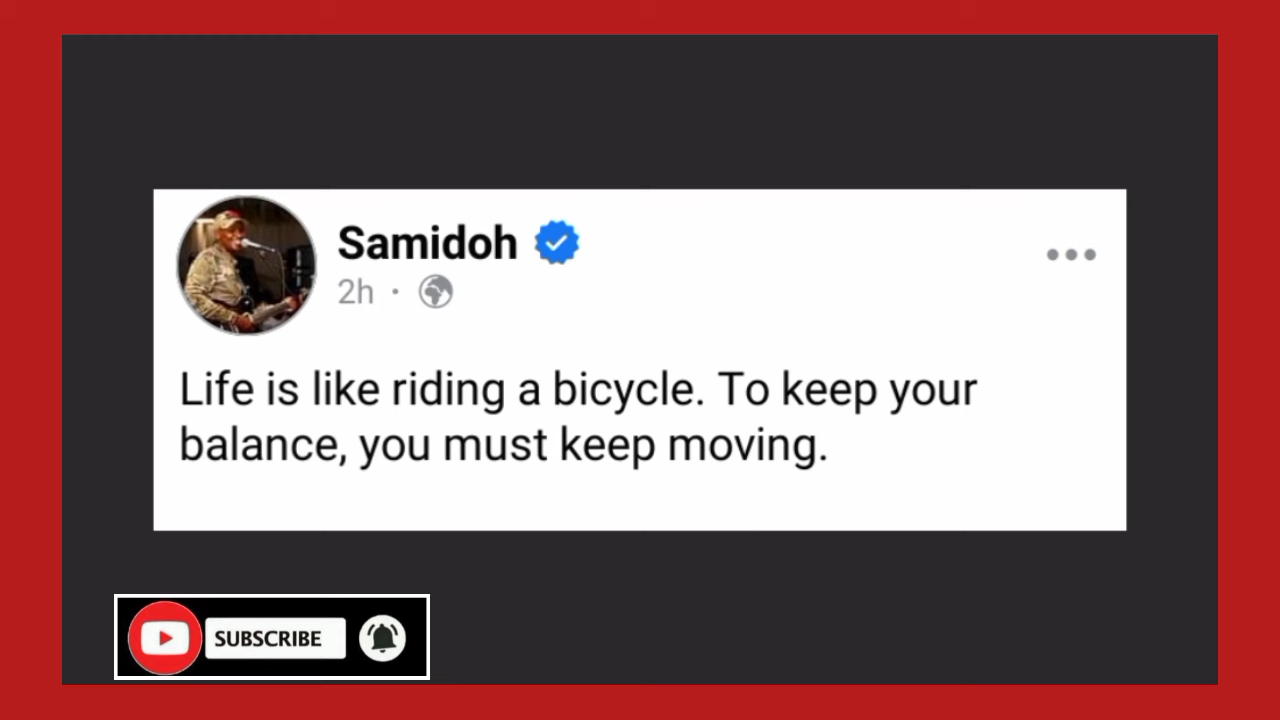 Samidoh
2h ·
Life is like riding a bicycle. To keep your
balance, you must keep moving.
SUBSCRIBE